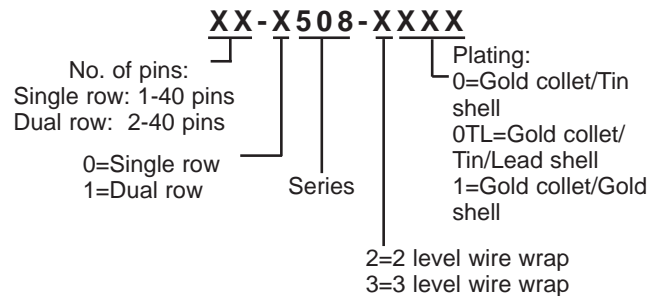 XX-X508-XXXX
No. of pins:
Single row: 1-40 pins
Dual row: 2-40 pins
0=Single row
1=Dual row
Series
Plating:
0=Gold collet/Tin
shell
0TL=Gold collet/
Tin/Lead shell
1=Gold collet/Gold
shell
2=2 level wire wrap
3=3 level wire wrap